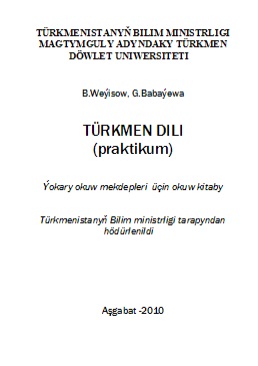 TÜRKMENISTANYŇ BILIM MINISTRLIGI
MAGTYMGULY ADYNDAKY TÜRKMEN
DÖWLET UNIWERSITETI
B.Weýisow, G.Babaýewa
TÜRKMEN DILI
(praktikum)
Ýokary okuw mekdepleri üçin okuw kitaby
Türkmenistanyň Bilim ministrligi tarapyndan
hödürlenildi
Aşgabat -2010